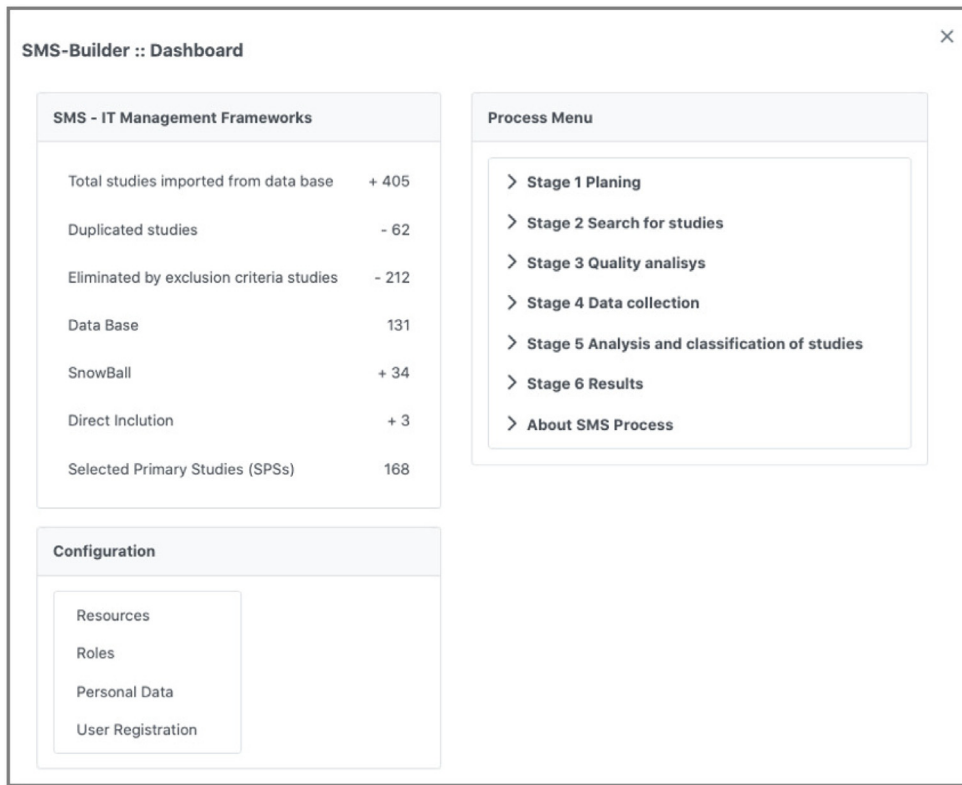 SMS-Builder :: Dashboard
SMS - IT Management Frameworks
Total studies imported from data base + 405
Duplicated studies - 62
Eliminated by exclusion criteria studies - 212
Data Base 131
SnowBall + 34
Direct Inclution + 3
Selected Primary Studies (SPSs) 168
Process Menu
Stage 1 Planing
Stage 2 Search for studies
Stage 3 Quality analisys
Stage 4 Data collection
Stage 5 Analysis and classification of studies
Stage 6 Results
About SMS Process
Configuration
Resources
Roles
Personal Data
User Registration